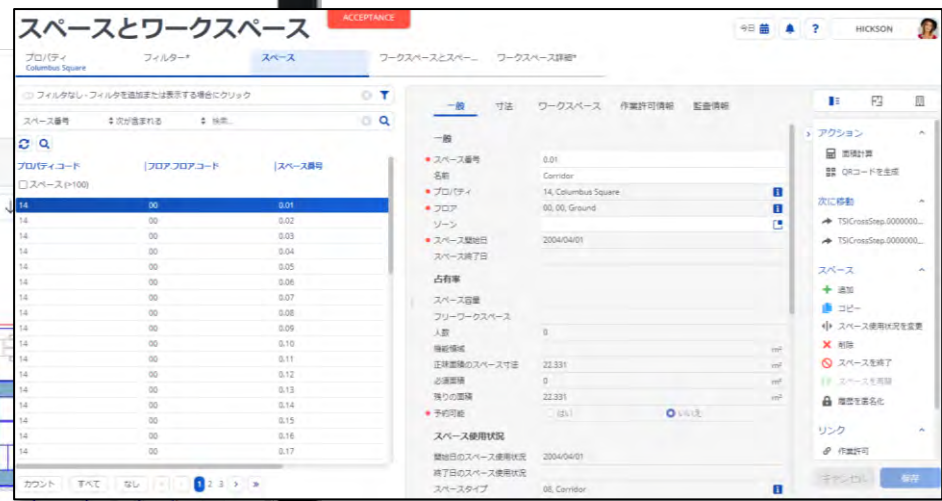 スペースとワークスペース
ACCEPTANCE
今日
?
HICKSON
プロパティ
Columbus Square
フィルター*
スペース
ワークスペースとスペー...
ワークスペース詳細*
フィルタなし - フィルタを追加または表示する場合にクリック
スペース番号
次が含まれる
検索...
プロパティ.コード
フロア.フロア.コード
スペース番号
スペース (>100)
14 00 0.01
14 00 0.02
14 00 0.03
14 00 0.04
14 00 0.05
14 00 0.06
14 00 0.07
14 00 0.08
14 00 0.09
14 00 0.10
14 00 0.11
14 00 0.12
14 00 0.13
14 00 0.14
14 00 0.15
14 00 0.16
14 00 0.17
カウント すべて なし 1 2 3
一般 寸法 ワークスペース 作業許可情報 監査情報
一般
スペース番号 0.01
名前 Corridor
プロパティ 14, Columbus Square
フロア 00, 00, Ground
ゾーン
スペース開始日 2004/04/01
スペース終了日
占有率
スペース容量
フリーワークスペース
人数 0
機能領域 m²
正味面積のスペース寸法 22.331 m²
必須面積 0 m²
残りの面積 22.331 m²
予約可能 はい いいえ
スペース使用状況
開始日のスペース使用状況 2004/04/01
終了日のスペース使用状況
スペースタイプ 08, Corridor
アクション
面積計算
QRコードを生成
次に移動
TSICrossStep.0000000...
TSICrossStep.0000000...
スペース
追加
コピー
スペース使用状況を変更
削除
スペースを終了
スペースを再開
履歴を匿名化
リンク
作業許可
キャンセル 保存